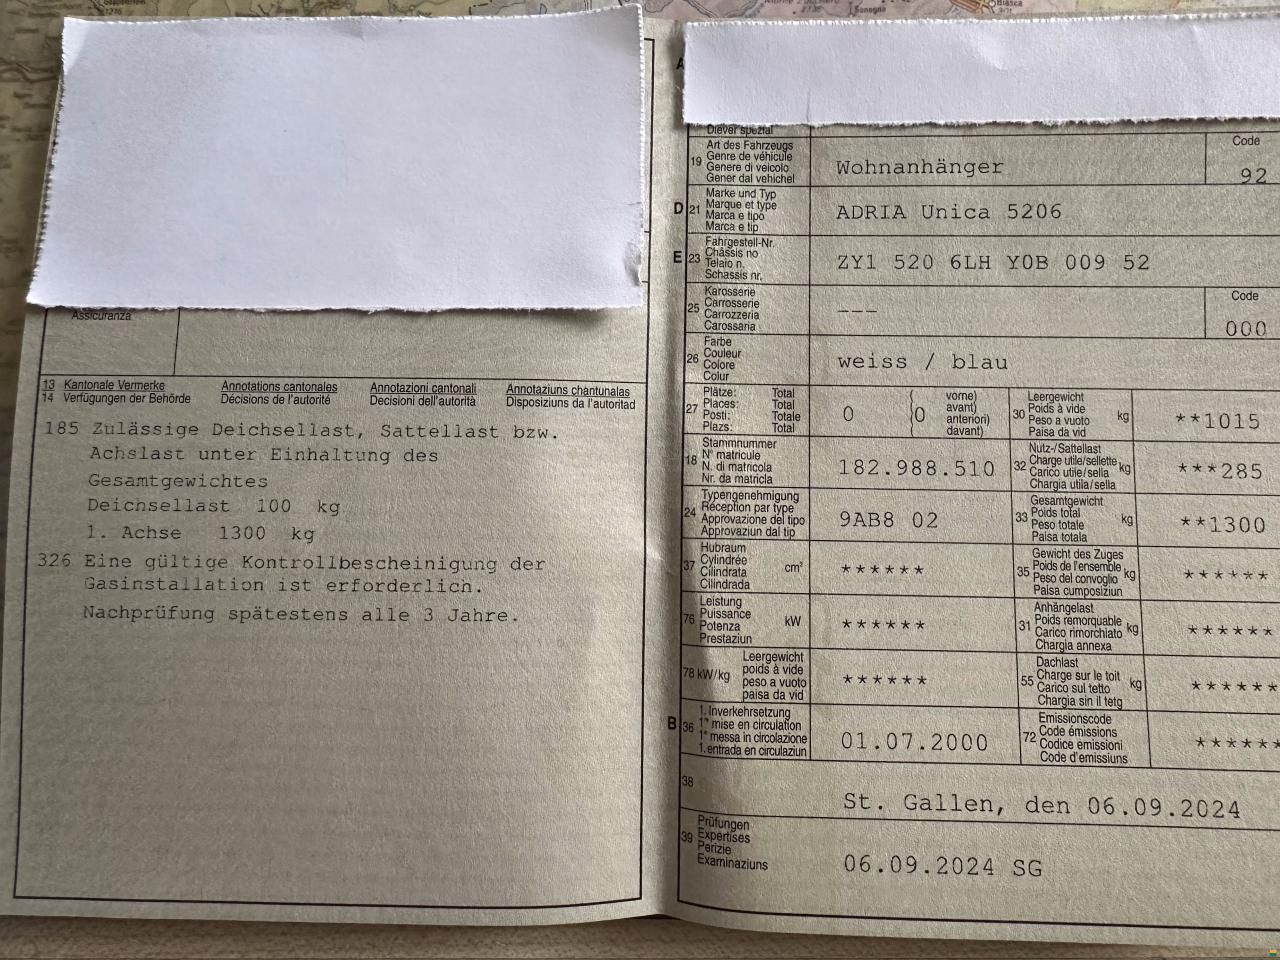 Assicuranza
13 Kantonale Vermerke Annotations cantonales Annotazioni cantonali Annotaziuns chantunalas
14 Verfügungen der Behörde Décisions de l'autorité Decisioni dell'autorità Disposiziuns da l'autoritad
185 Zulässige Deichsellast, Sattellast bzw.
Achslast unter Einhaltung des
Gesamtgewichtes
Deichsellast 100 kg
1. Achse 1300 kg
326 Eine gültige Kontrollbescheinigung der
Gasinstallation ist erforderlich.
Nachprüfung spätestens alle 3 Jahre.
A
Diever spezial
19 Art des Fahrzeugs
Genre de véhicule
Genere di veicolo
Gener dal vehichel
Wohnanhänger
Code
92
D 21 Marke und Typ
Marque et type
Marca e tipo
Marca e tip
ADRIA Unica 5206
E 23 Fahrgestell-Nr.
Châssis no
Telaio n.
Schassis nr.
ZY1 520 6LH Y0B 009 52
25 Karosserie
Carrosserie
Carrozzeria
Carossaria
---
Code
000
26 Farbe
Couleur
Colore
Colur
weiss / blau
27 Plätze: Total
Places: Total
Posti: Totale
Plazs: Total
0 0
vorne)
avant)
anteriori)
davant)
30 Leergewicht
Poids à vide
Peso a vuoto
Paisa da vid
kg
**1015
18 Stammnummer
N° matricule
N. di matricola
Nr. da matricla
182.988.510
32 Nutz-/Sattellast
Charge utile/sellette
Carico utile/sella
Chargia utila/sella
kg
***285
24 Typengenehmigung
Réception par type
Approvazione del tipo
Approvaziun dal tip
9AB8 02
33 Gesamtgewicht
Poids total
Peso totale
Paisa totala
kg
**1300
37 Hubraum
Cylindrée
Cilindrata
Cilindrada
cm³
******
35 Gewicht des Zuges
Poids de l'ensemble
Peso del convoglio
Paisa cumposiziun
kg
******
76 Leistung
Puissance
Potenza
Prestaziun
kW
******
31 Anhängelast
Poids remorquable
Carico rimorchiato
Chargia annexa
kg
******
78 kW/kg Leergewicht
poids à vide
peso a vuoto
paisa da vid
******
55 Dachlast
Charge sur le toit
Carico sul tetto
Chargia sin il tetg
kg
******
B 36 1. Inverkehrsetzung
1re mise en circulation
1a messa in circolazione
1. entrada en circulaziun
01.07.2000
72 Emissionscode
Code émissions
Codice emissioni
Code d'emissiuns
******
38
St. Gallen, den 06.09.2024
39 Prüfungen
Expertises
Perizie
Examinaziuns
06.09.2024 SG